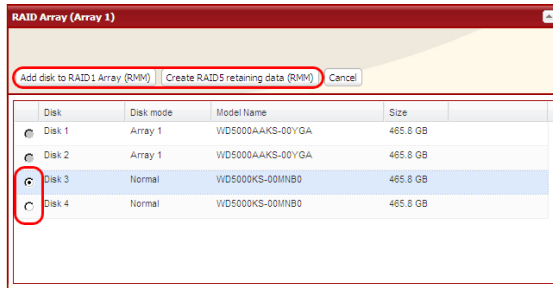 RAID Array (Array 1)
Add disk to RAID1 Array (RMM) Create RAID5 retaining data (RMM) Cancel
Disk Disk mode Model Name Size
Disk 1 Array 1 WD5000AAKS-00YGA 465.8 GB
Disk 2 Array 1 WD5000AAKS-00YGA 465.8 GB
Disk 3 Normal WD5000KS-00MNB0 465.8 GB
Disk 4 Normal WD5000KS-00MNB0 465.8 GB